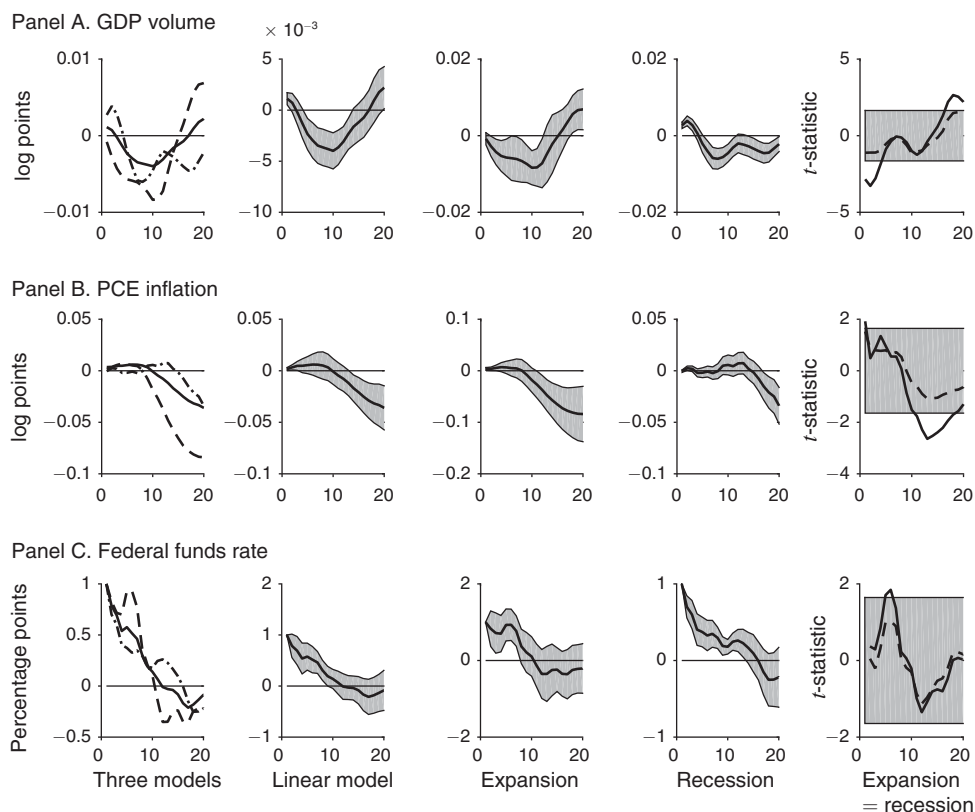 Panel A. GDP volume
× 10⁻³
log points
0.01
0
−0.01
0 10 20
5
0
−5
−10
0 10 20
0.02
0
−0.02
0 10 20
0.02
0
−0.02
0 10 20
t-statistic
5
0
−5
0 10 20
Panel B. PCE inflation
log points
0.05
0
−0.05
−0.1
0 10 20
0.05
0
−0.05
−0.1
0 10 20
0.1
0
−0.1
−0.2
0 10 20
0.05
0
−0.05
−0.1
0 10 20
t-statistic
2
0
−2
−4
0 10 20
Panel C. Federal funds rate
Percentage points
1
0.5
0
−0.5
0 10 20
Three models
2
1
0
−1
0 10 20
Linear model
2
0
−2
0 10 20
Expansion
1
0
−1
0 10 20
Recession
t-statistic
2
0
−2
0 10 20
Expansion
= recession